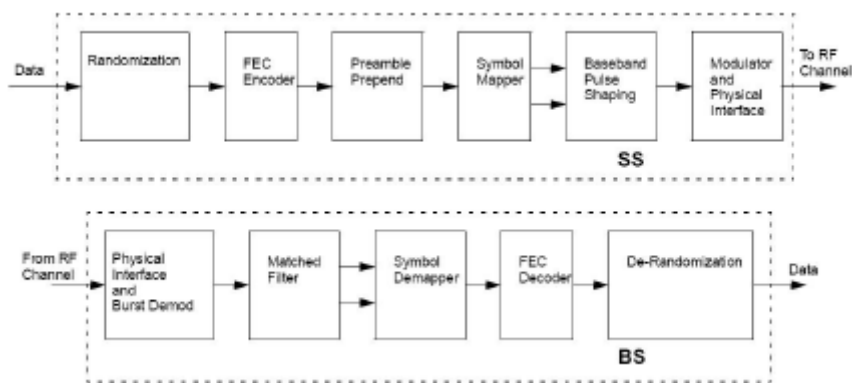 Data
Randomization
FEC
Encoder
Preamble
Prepend
Symbol
Mapper
Baseband
Pulse
Shaping
Modulator
and
Physical
Interface
To RF
Channel
SS
From RF
Channel
Physical
Interface
and
Burst Demod
Matched
Filter
Symbol
Demapper
FEC
Decoder
De-Randomization
Data
BS